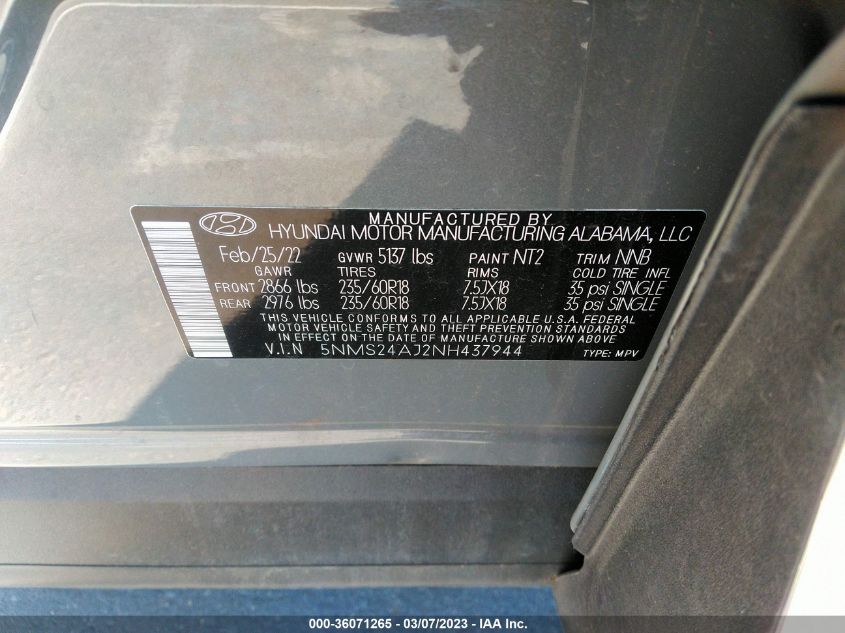 MANUFACTURED BY
HYUNDAI MOTOR MANUFACTURING ALABAMA, LLC
Feb/25/22 GVWR 5137 lbs PAINT NT2 TRIM NNB
GAWR TIRES RIMS COLD TIRE INFL
FRONT 2866 lbs 235/60R18 7.5JX18 35 psi SINGLE
REAR 2976 lbs 235/60R18 7.5JX18 35 psi SINGLE
THIS VEHICLE CONFORMS TO ALL APPLICABLE U.S.A. FEDERAL
MOTOR VEHICLE SAFETY AND THEFT PREVENTION STANDARDS
IN EFFECT ON THE DATE OF MANUFACTURE SHOWN ABOVE
V.I.N 5NMS24AJ2NH437944 TYPE: MPV
000-36071265 - 03/07/2023 - IAA Inc.